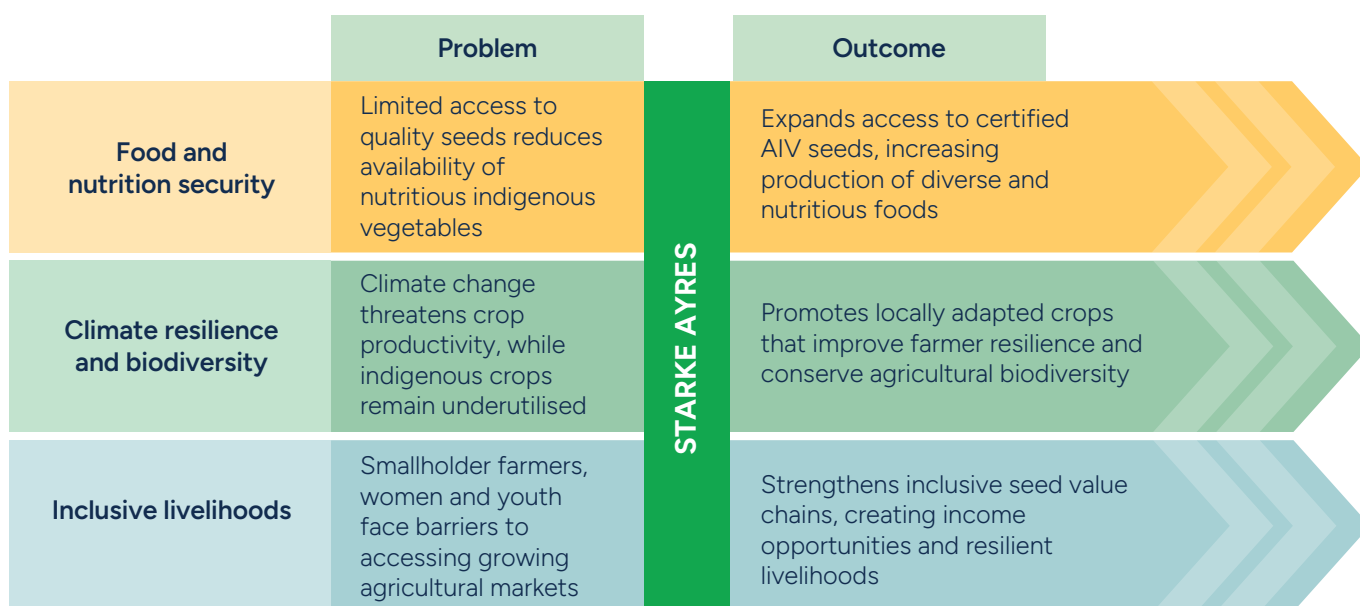 Problem
Outcome
Food and
nutrition security
Limited access to
quality seeds reduces
availability of
nutritious indigenous
vegetables
STARKE AYRES
Expands access to certified
AIV seeds, increasing
production of diverse and
nutritious foods
Climate resilience
and biodiversity
Climate change
threatens crop
productivity, while
indigenous crops
remain underutilised
Promotes locally adapted crops
that improve farmer resilience and
conserve agricultural biodiversity
Inclusive livelihoods
Smallholder farmers,
women and youth
face barriers to
accessing growing
agricultural markets
Strengthens inclusive seed value
chains, creating income
opportunities and resilient
livelihoods